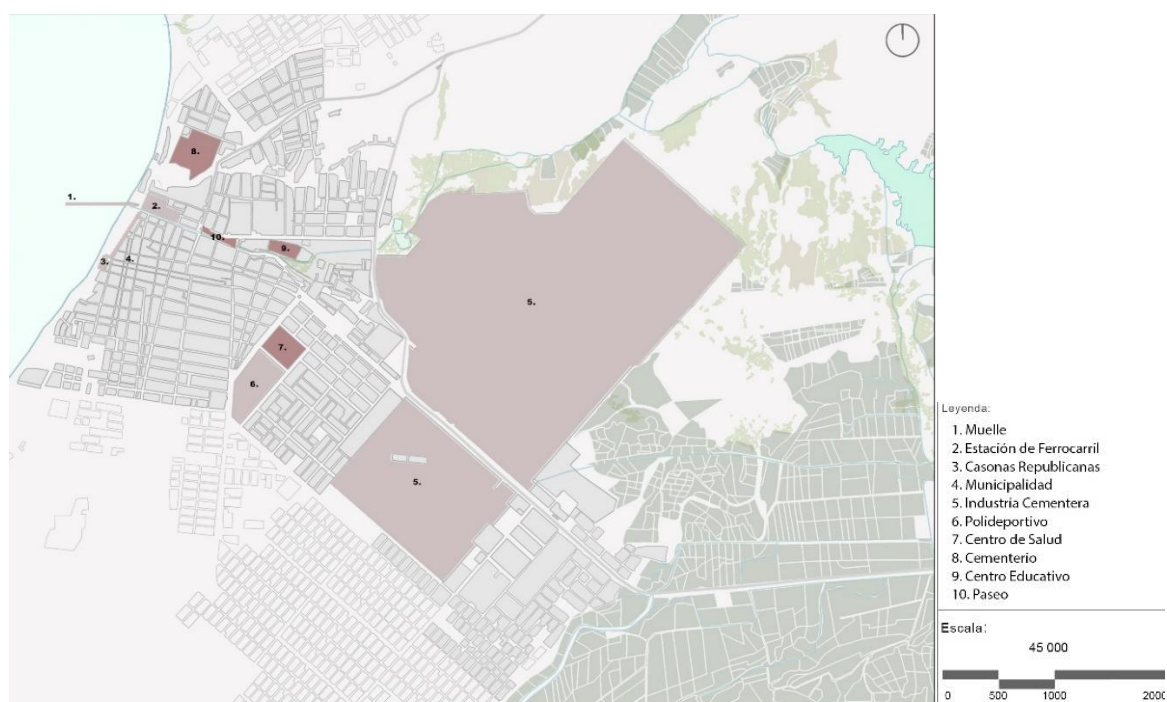 8.
1.
2.
10.
9.
3.
4.
5.
7.
6.
5.
Leyenda:
1. Muelle
2. Estación de Ferrocarril
3. Casonas Republicanas
4. Municipalidad
5. Industria Cementera
6. Polideportivo
7. Centro de Salud
8. Cementerio
9. Centro Educativo
10. Paseo
Escala:
45 000
0 500 1000 2000